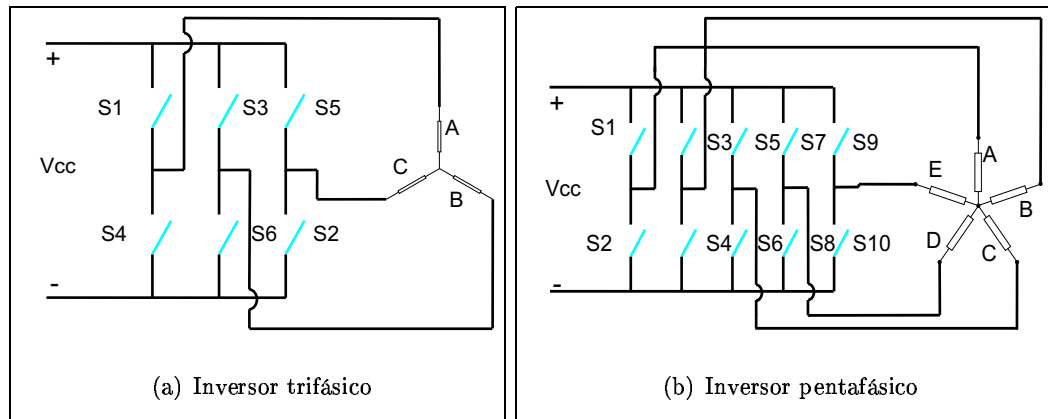 +
S1 S3 S5
A
Vcc
C
B
S4 S6 S2
-
(a) Inversor trifásico
+
S1 S3 S5 S7 S9
A
E
Vcc
B
D
C
S2 S4 S6 S8 S10
-
(b) Inversor pentafásico